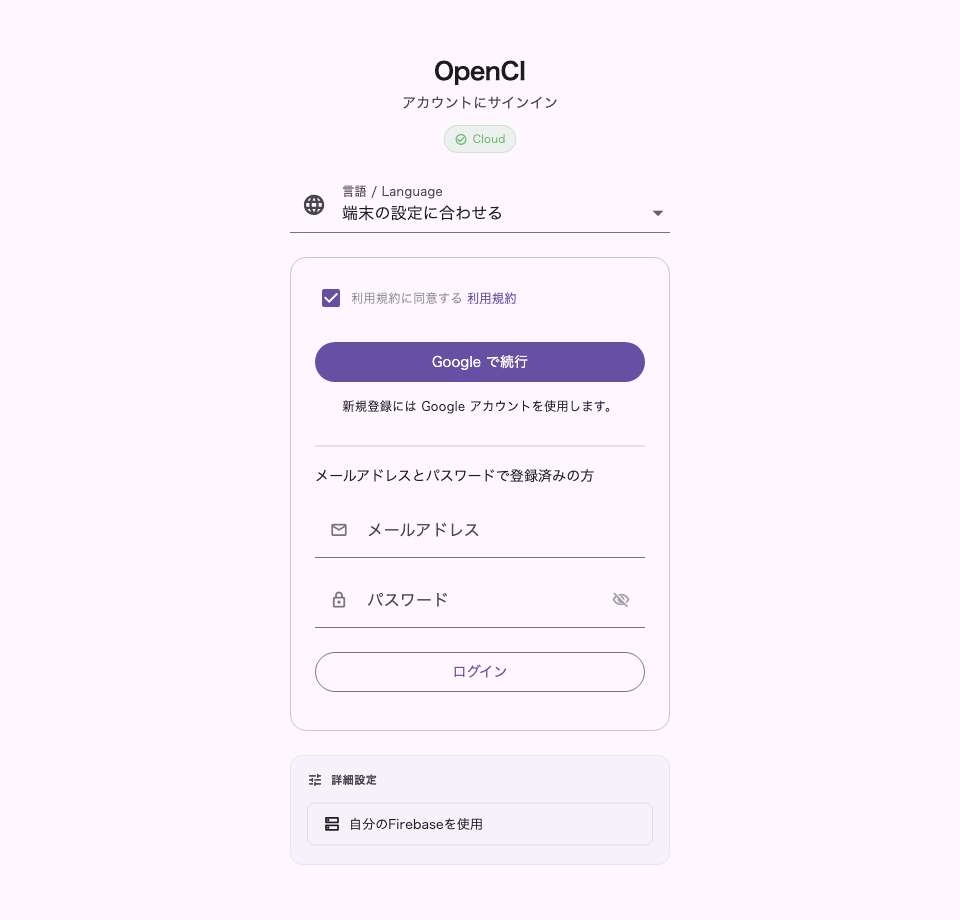 OpenCI
アカウントにサインイン
Cloud
言語 / Language
端末の設定に合わせる
利用規約に同意する 利用規約
Google で続行
新規登録には Google アカウントを使用します。
メールアドレスとパスワードで登録済みの方
メールアドレス
パスワード
ログイン
詳細設定
自分のFirebaseを使用